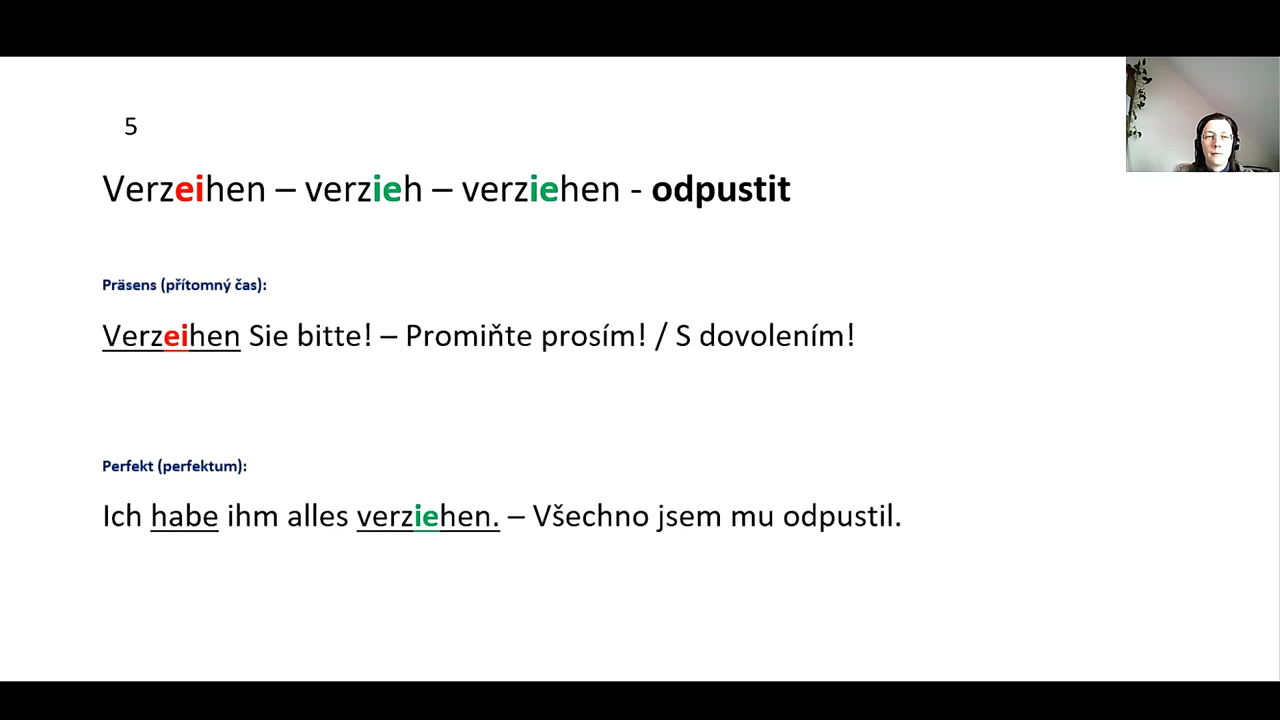 5
Verzeihen – verzieh – verziehen - odpustit
Präsens (přítomný čas):
Verzeihen Sie bitte! – Promiňte prosím! / S dovolením!
Perfekt (perfektum):
Ich habe ihm alles verziehen. – Všechno jsem mu odpustil.